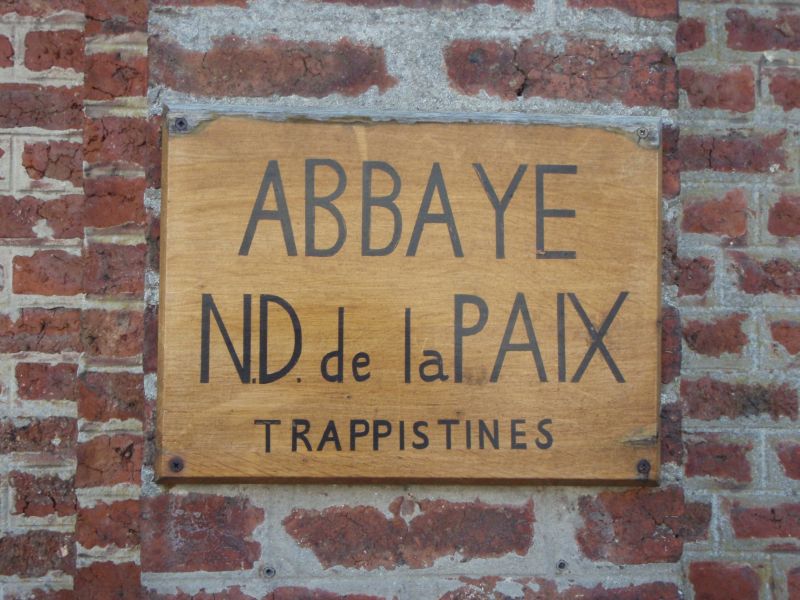 ABBAYE
N.D. de la PAIX
TRAPPISTINES